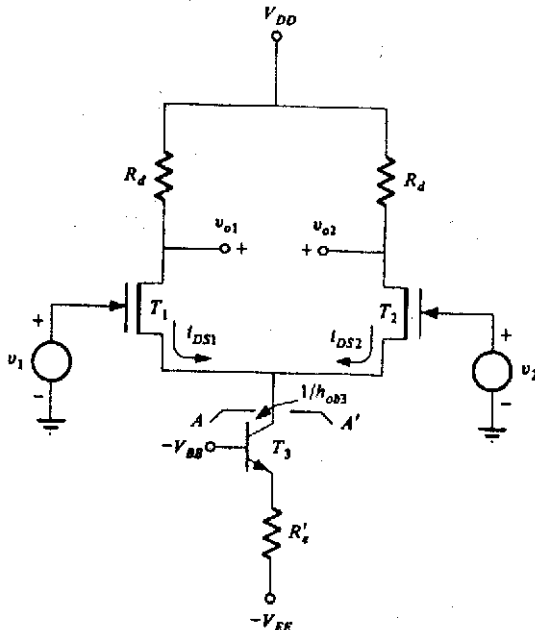 V_DD
R_d
R_d
v_o1
+
v_o2
+
T_1
T_2
i_DS1
i_DS2
+
v_1
-
+
v_2
-
1/h_ob3
A
A'
-V_BB
T_3
R'_e
-V_EE